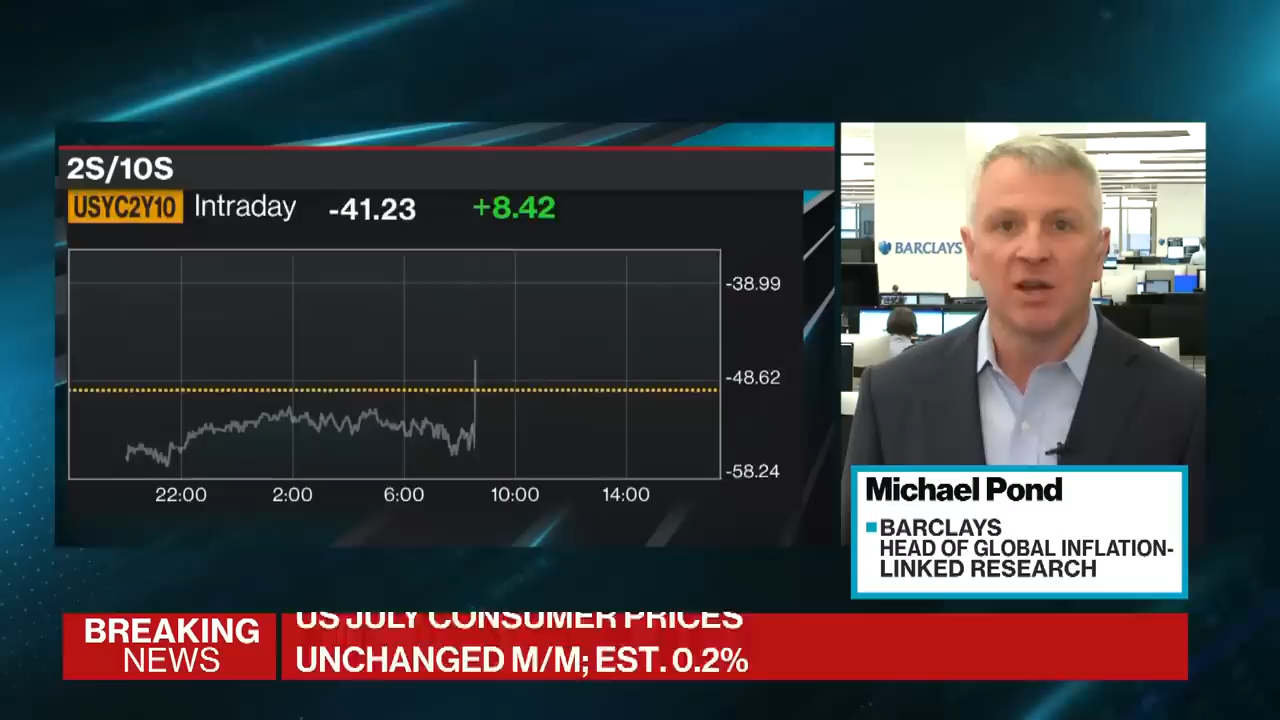 2S/10S
USYC2Y10 Intraday -41.23 +8.42
-38.99
-48.62
-58.24
22:00 2:00 6:00 10:00 14:00
BARCLAYS
Michael Pond
BARCLAYS
HEAD OF GLOBAL INFLATION-
LINKED RESEARCH
BREAKING
NEWS
US JULY CONSUMER PRICES
UNCHANGED M/M; EST. 0.2%